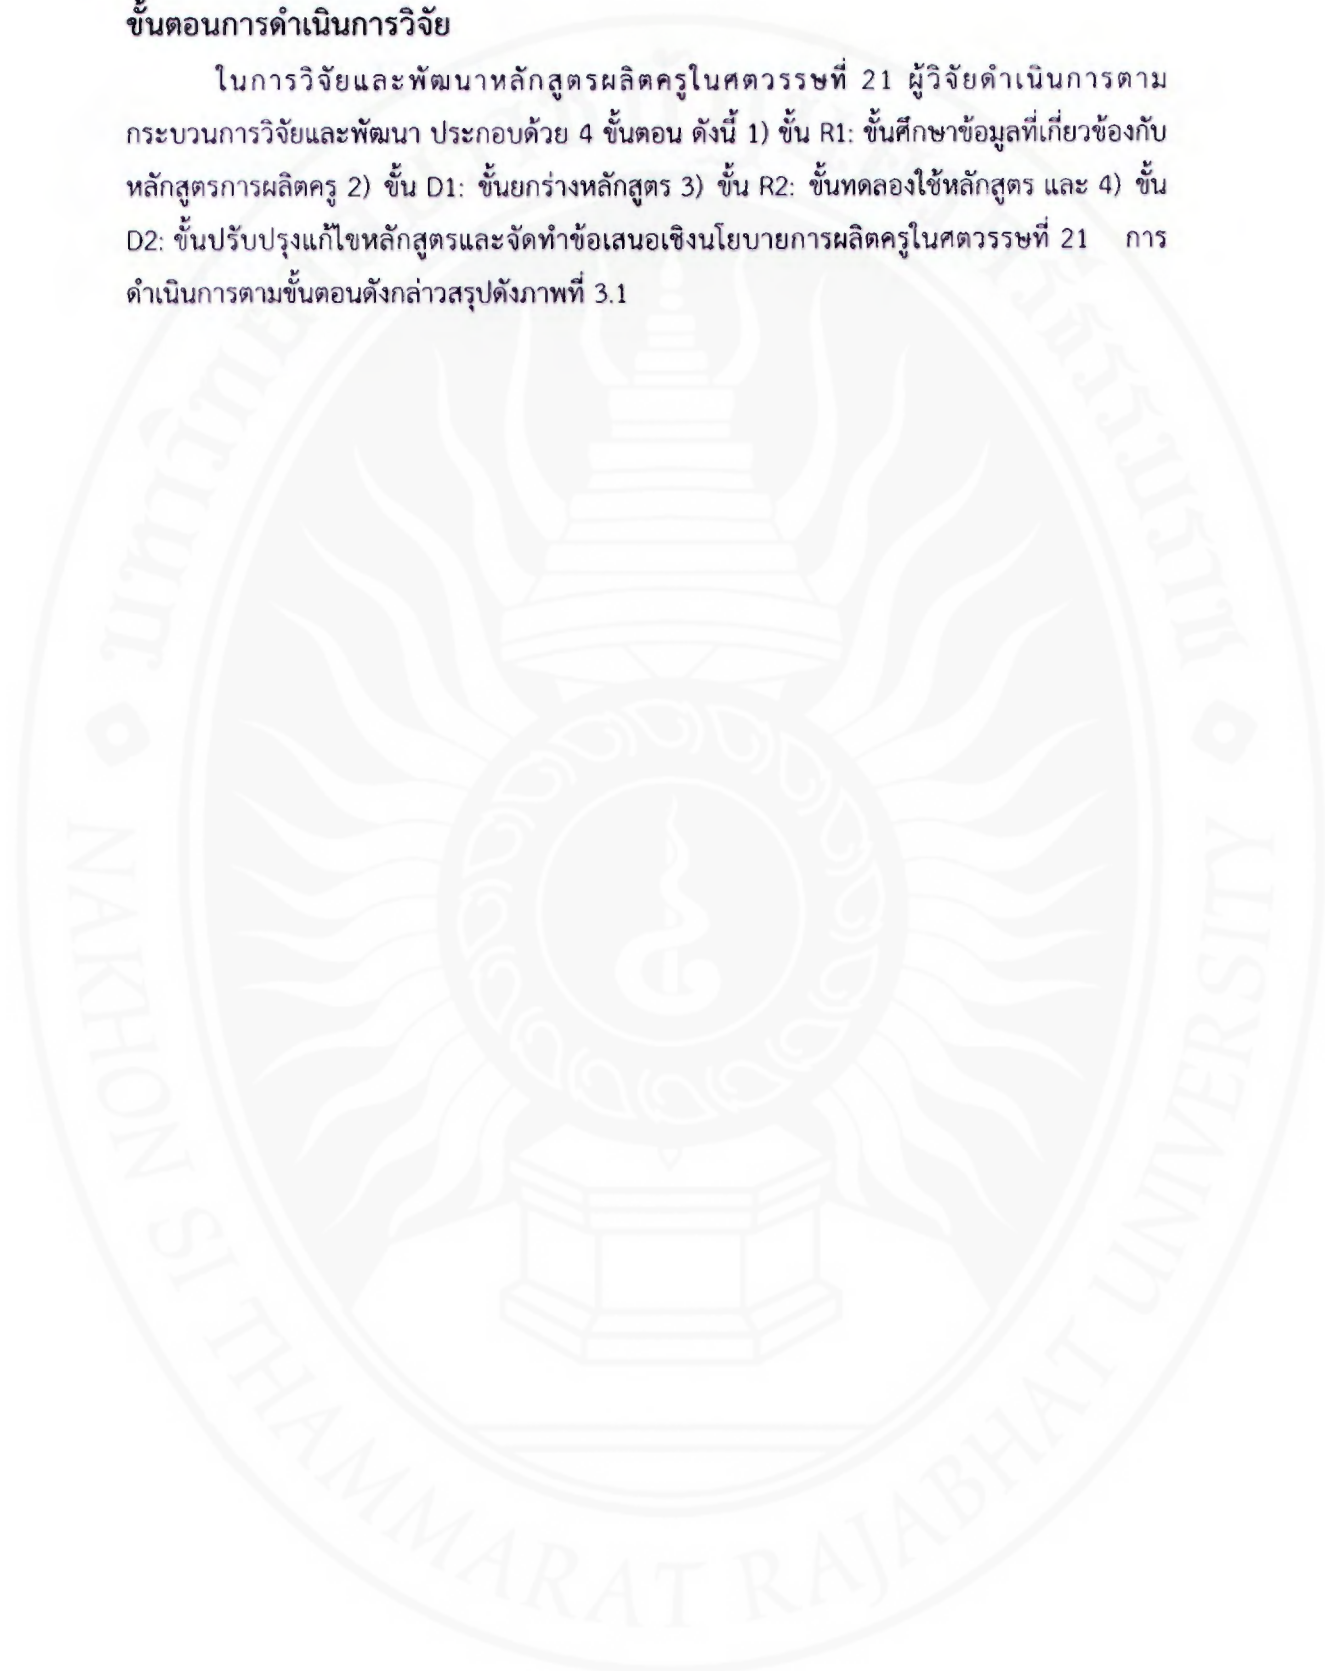 ขั้นตอนการดำเนินการวิจัย
ในการวิจัยและพัฒนาหลักสูตรผลิตครูในศตวรรษที่ 21 ผู้วิจัยดำเนินการตาม
กระบวนการวิจัยและพัฒนา ประกอบด้วย 4 ขั้นตอน ดังนี้ 1) ขั้น R1: ขั้นศึกษาข้อมูลที่เกี่ยวข้องกับ
หลักสูตรการผลิตครู 2) ขั้น D1: ขั้นยกร่างหลักสูตร 3) ขั้น R2: ขั้นทดลองใช้หลักสูตร และ 4) ขั้น
D2: ขั้นปรับปรุงแก้ไขหลักสูตรและจัดทำข้อเสนอเชิงนโยบายการผลิตครูในศตวรรษที่ 21 การ
ดำเนินการตามขั้นตอนดังกล่าวสรุปดังภาพที่ 3.1
NAKHON SI THAMMARAT RAJABHAT UNIVERSITY